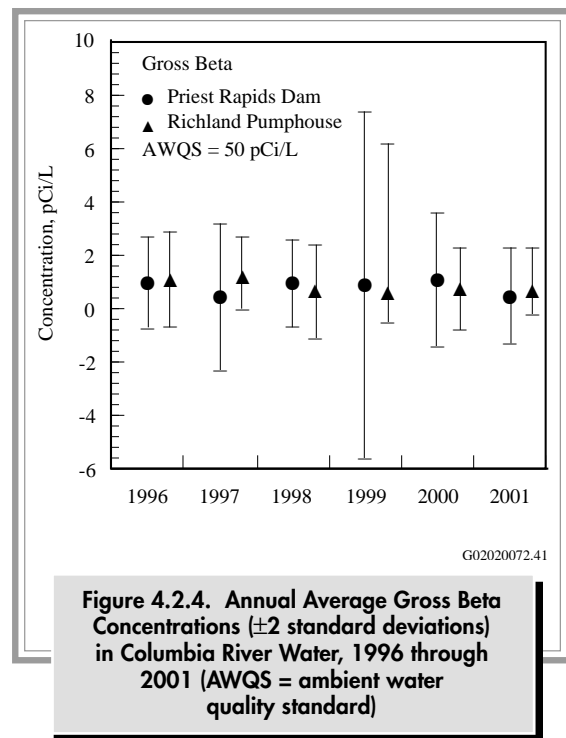 10
8
6
4
2
0
-2
-4
-6
Concentration, pCi/L
Gross Beta
● Priest Rapids Dam
▲ Richland Pumphouse
AWQS = 50 pCi/L
1996 1997 1998 1999 2000 2001
G02020072.41
Figure 4.2.4. Annual Average Gross Beta
Concentrations (±2 standard deviations)
in Columbia River Water, 1996 through
2001 (AWQS = ambient water
quality standard)